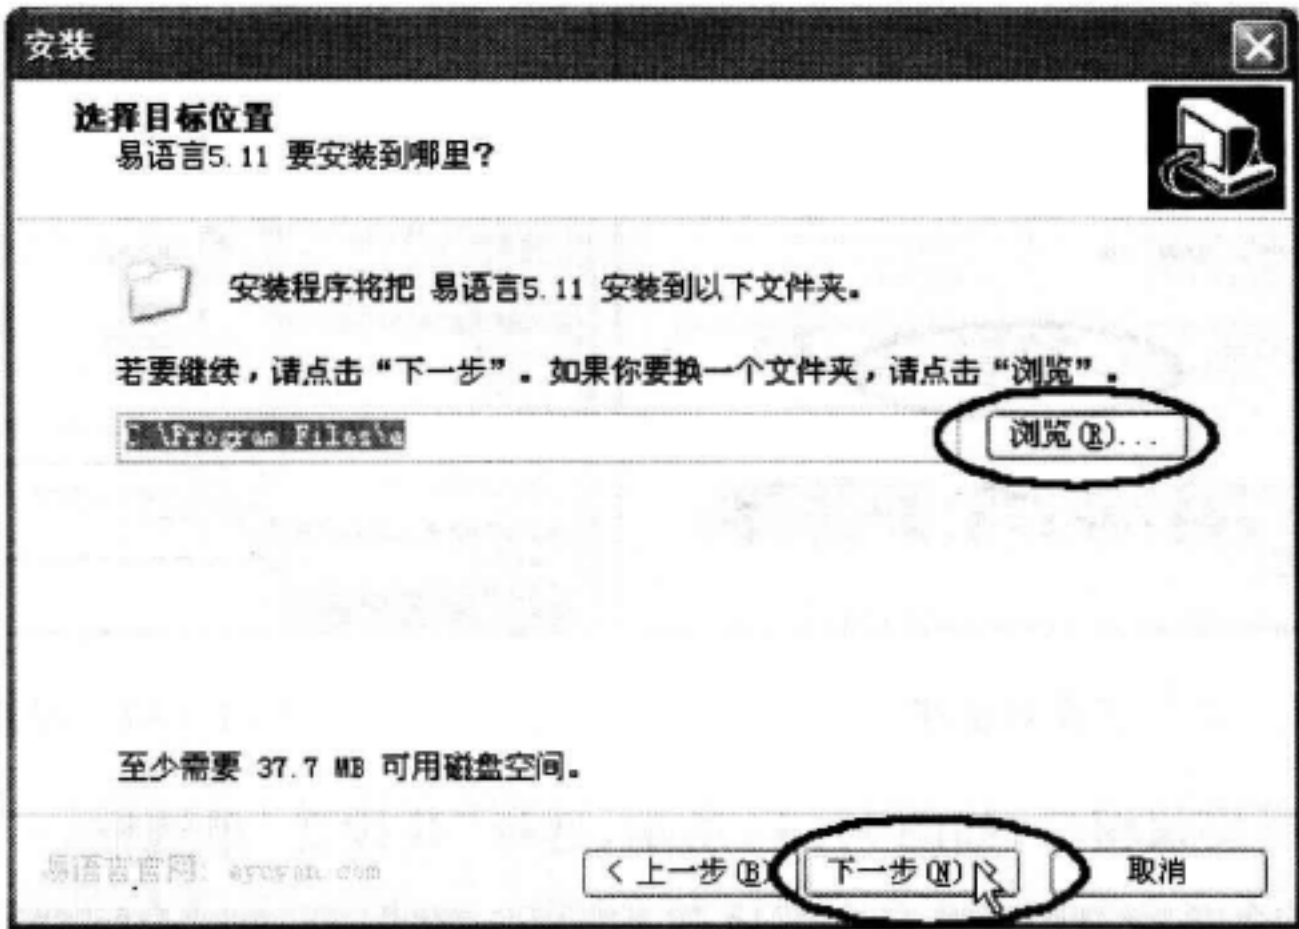 安装
选择目标位置
易语言5.11 要安装到哪里?
安装程序将把 易语言5.11 安装到以下文件夹。
若要继续,请点击“下一步”。如果你要换一个文件夹,请点击“浏览”。
\Program Files\e
浏览(R)...
至少需要 37.7 MB 可用磁盘空间。
易语言官网: eyuyan.com
< 上一步(B) 下一步(N) > 取消